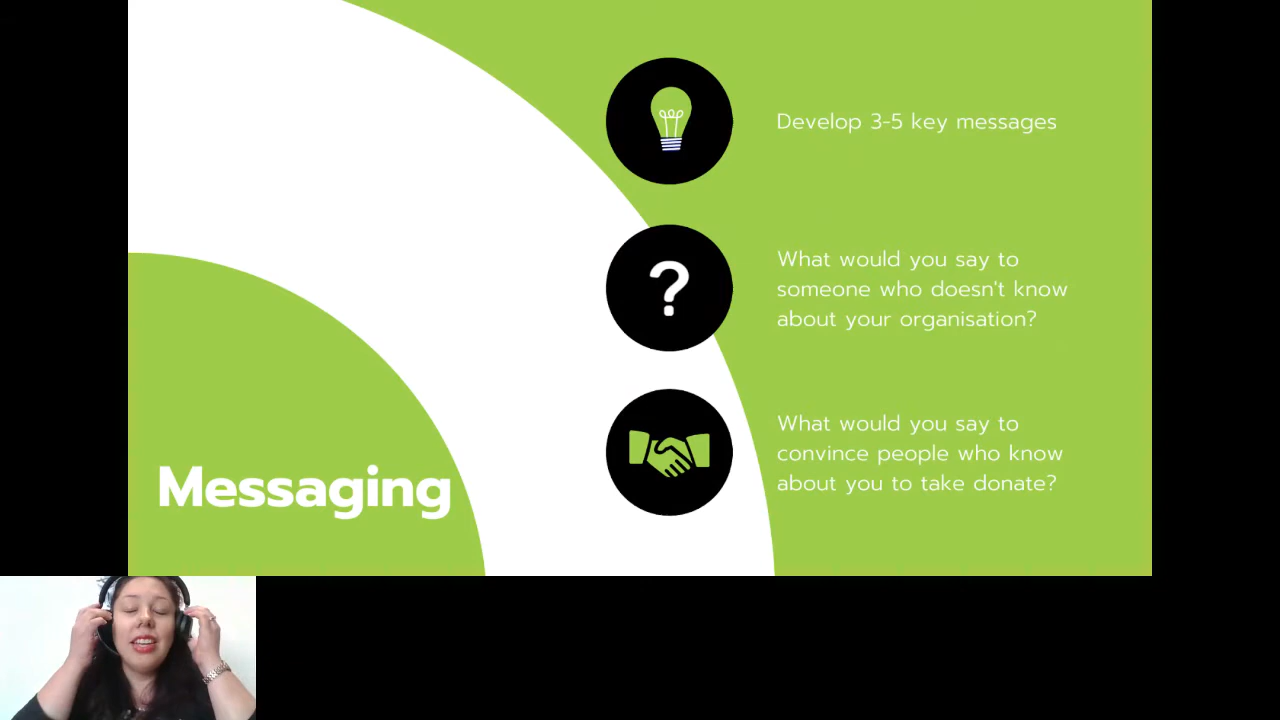 Develop 3-5 key messages
?
What would you say to
someone who doesn't know
about your organisation?
What would you say to
convince people who know
about you to take donate?
Messaging